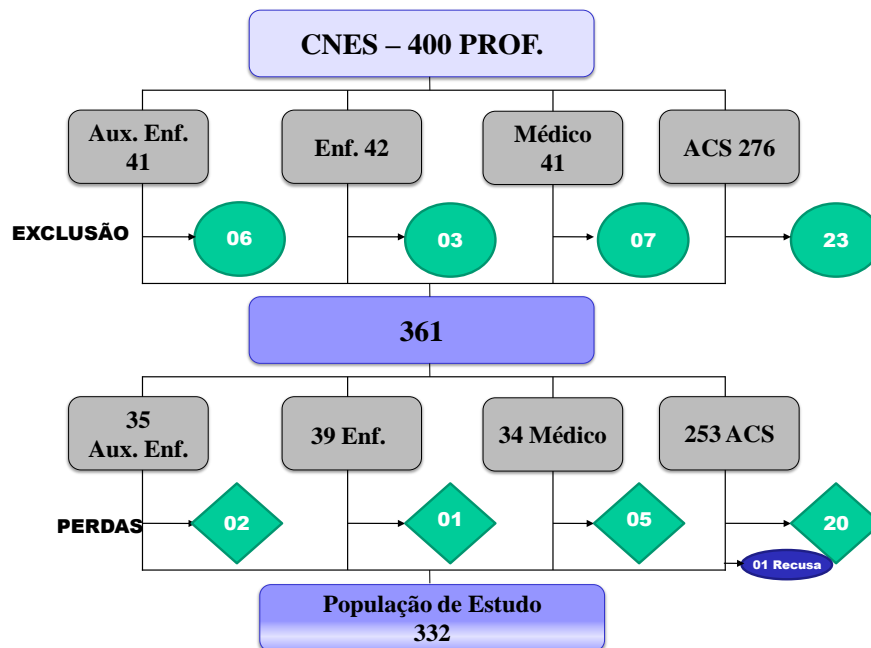 CNES – 400 PROF.
Aux. Enf.
41
Enf. 42
Médico
41
ACS 276
EXCLUSÃO
06
03
07
23
361
35
Aux. Enf.
39 Enf.
34 Médico
253 ACS
PERDAS
02
01
05
20
01 Recusa
População de Estudo
332